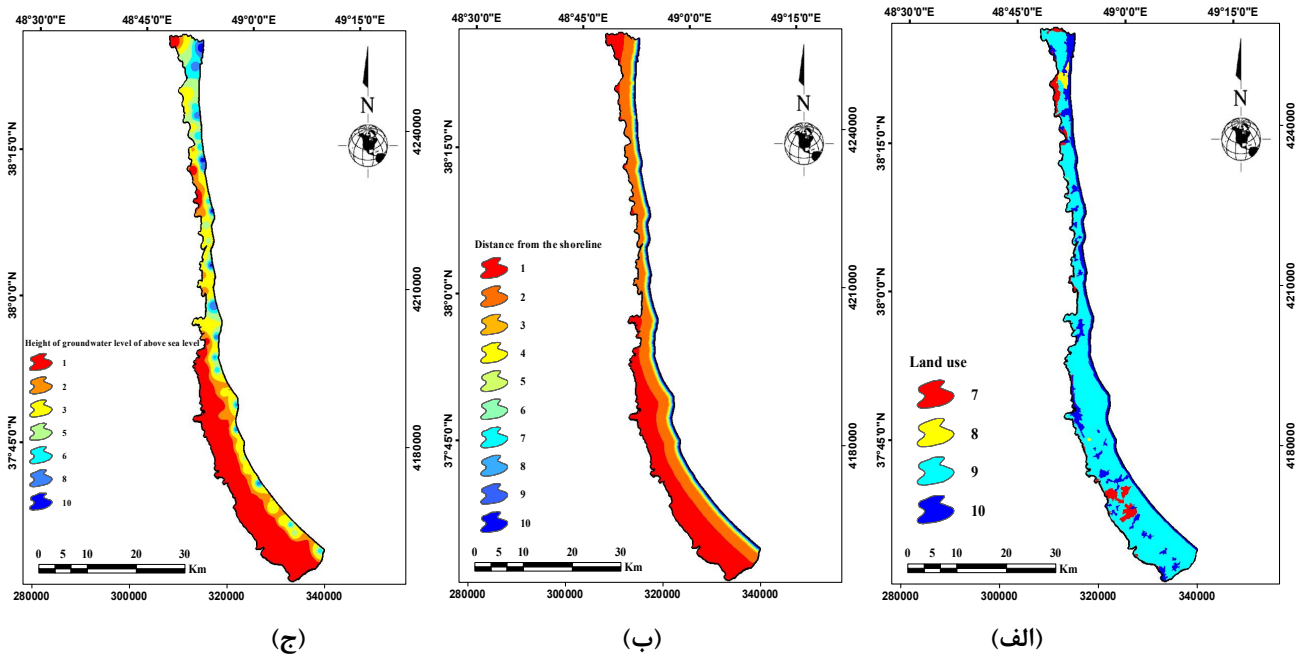 48°30'0"E 48°45'0"E 49°0'0"E 49°15'0"E
N
38°15'0"N
38°0'0"N
37°45'0"N
4240000
4210000
4180000
Height of groundwater level of above sea level
1
2
3
5
6
8
10
0 5 10 20 30
Km
280000 300000 320000 340000
(ج)
48°30'0"E 48°45'0"E 49°0'0"E 49°15'0"E
N
38°15'0"N
38°0'0"N
37°45'0"N
4240000
4210000
4180000
Distance from the shoreline
1
2
3
4
5
6
7
8
9
10
0 5 10 20 30
Km
280000 300000 320000 340000
(ب)
48°30'0"E 48°45'0"E 49°0'0"E 49°15'0"E
N
38°15'0"N
38°0'0"N
37°45'0"N
4240000
4210000
4180000
Land use
7
8
9
10
0 5 10 20 30
Km
280000 300000 320000 340000
(الف)